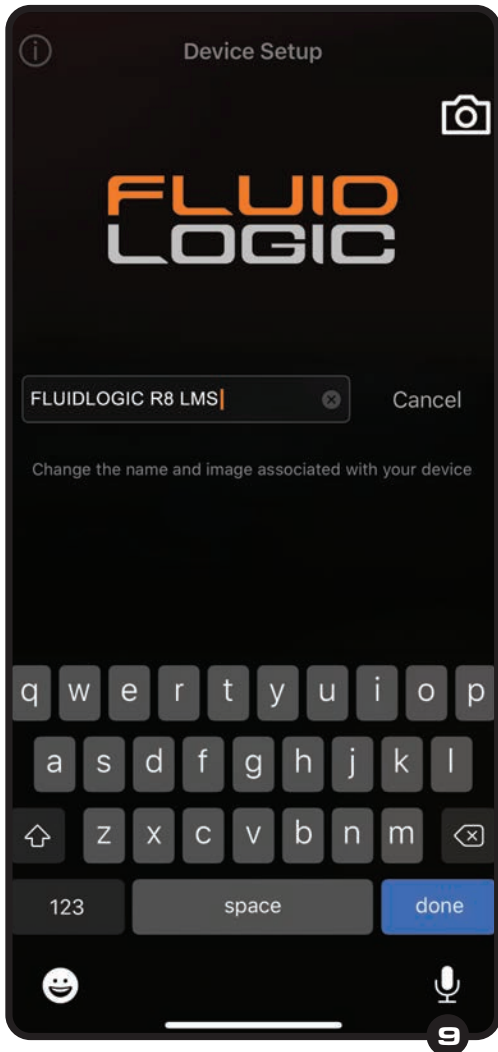 Device Setup
FLUID
LOGIC
FLUIDLOGIC R8 LMS
Cancel
Change the name and image associated with your device
q w e r t y u i o p
a s d f g h j k l
z x c v b n m
123 space done
9